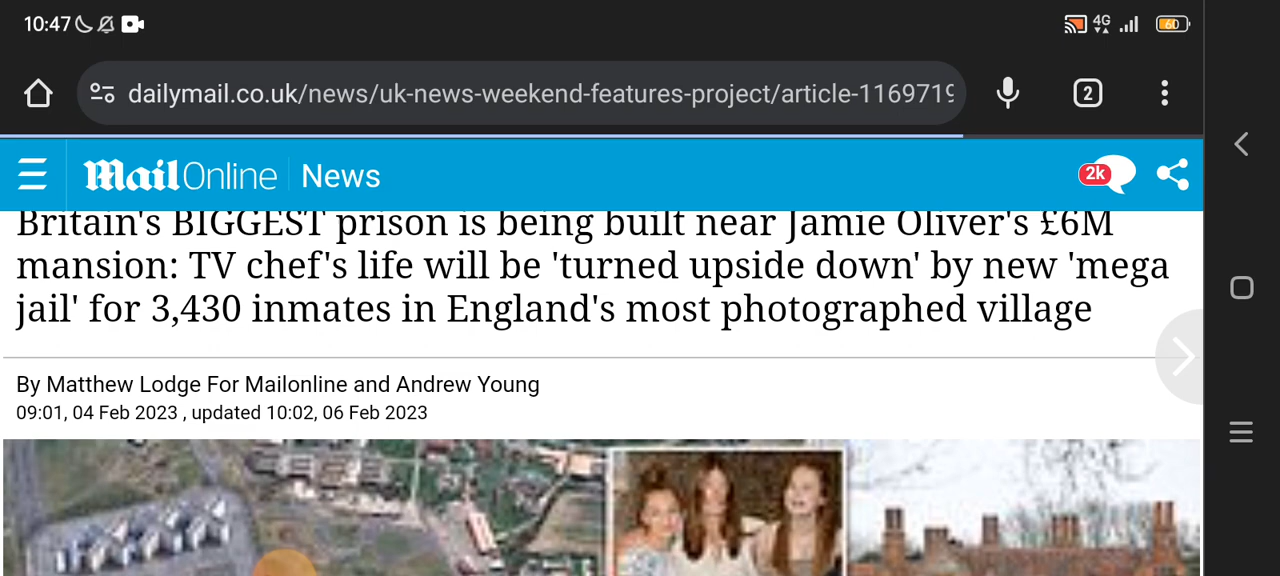 10:47 4G 60
dailymail.co.uk/news/uk-news-weekend-features-project/article-1169719
2
Mail Online News 2k
Britain's BIGGEST prison is being built near Jamie Oliver's £6M
mansion: TV chef's life will be 'turned upside down' by new 'mega
jail' for 3,430 inmates in England's most photographed village
By Matthew Lodge For Mailonline and Andrew Young
09:01, 04 Feb 2023 , updated 10:02, 06 Feb 2023